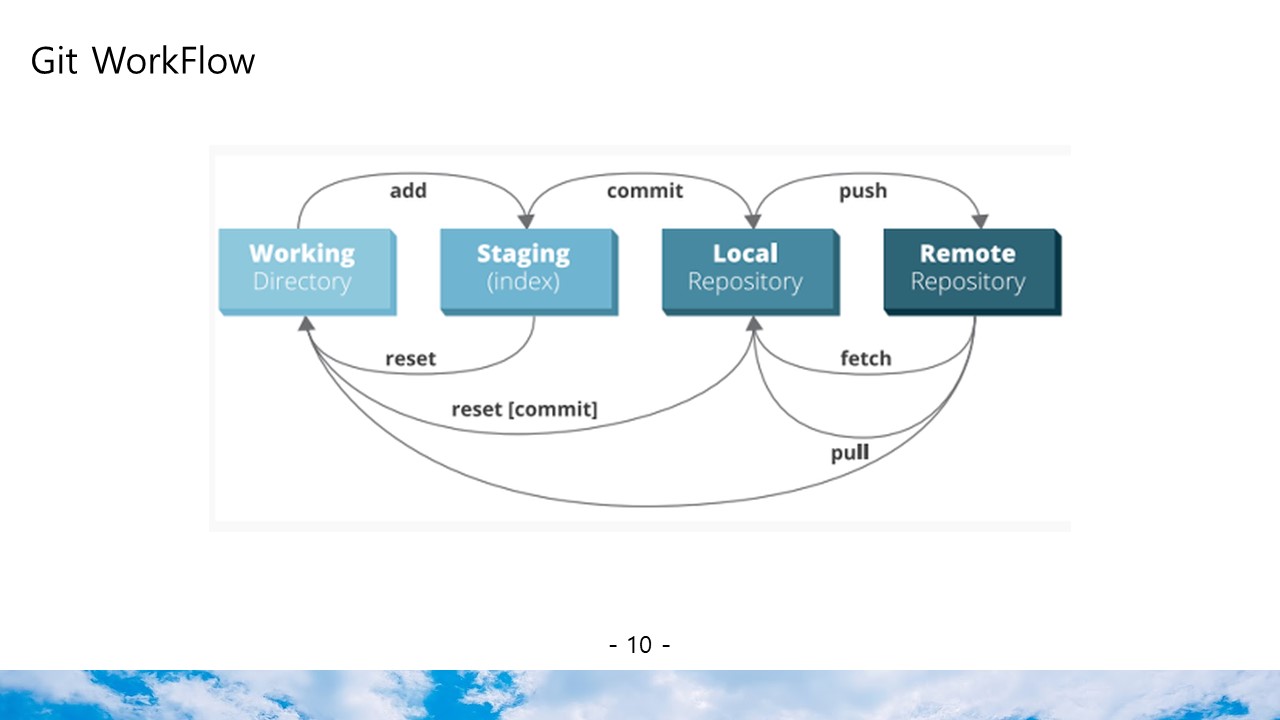 Git WorkFlow
add
commit
push
Working
Directory
Staging
(index)
Local
Repository
Remote
Repository
reset
fetch
reset [commit]
pull
- 10 -